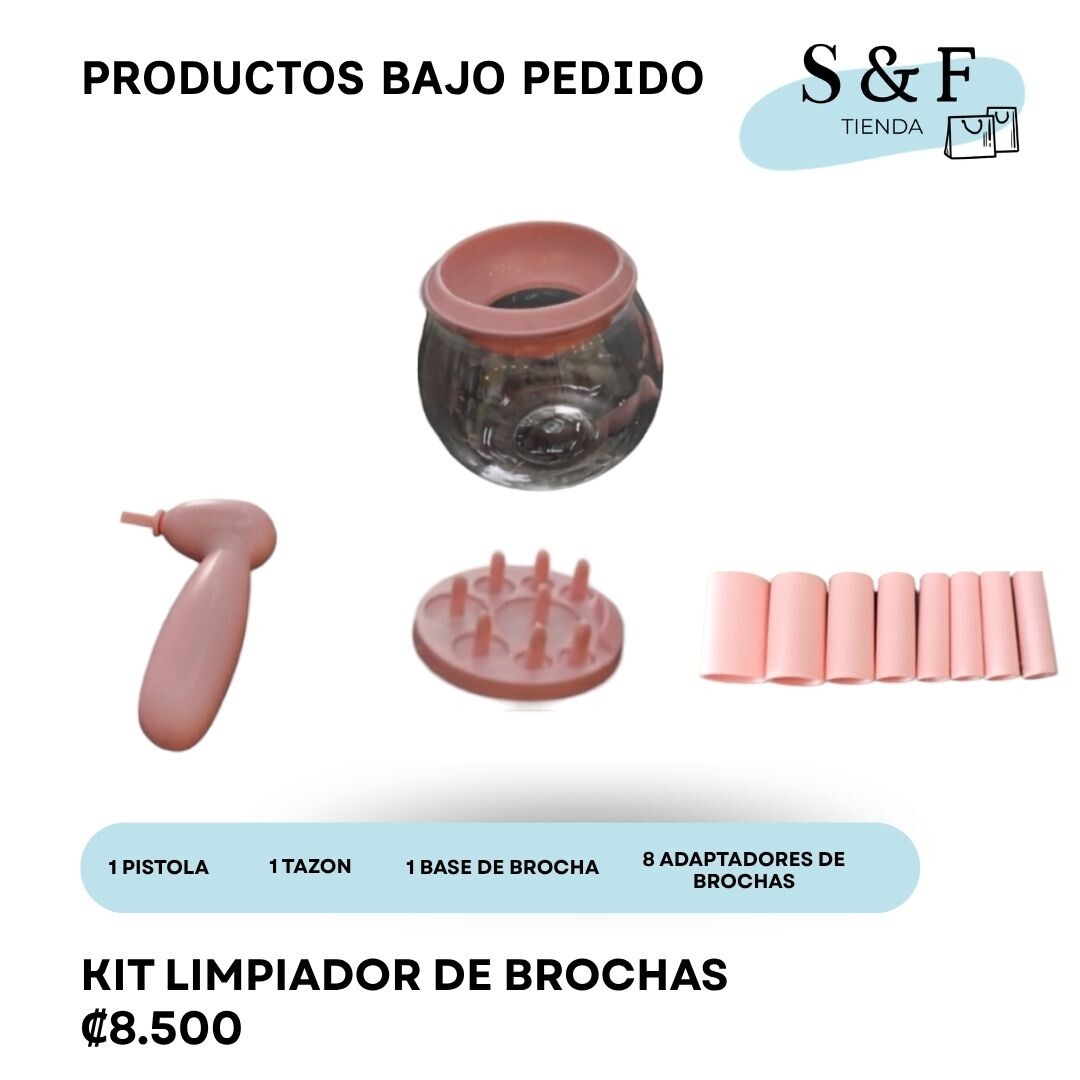 PRODUCTOS BAJO PEDIDO
S & F
TIENDA
1 PISTOLA
1 TAZON
1 BASE DE BROCHA
8 ADAPTADORES DE
BROCHAS
KIT LIMPIADOR DE BROCHAS
₡8.500